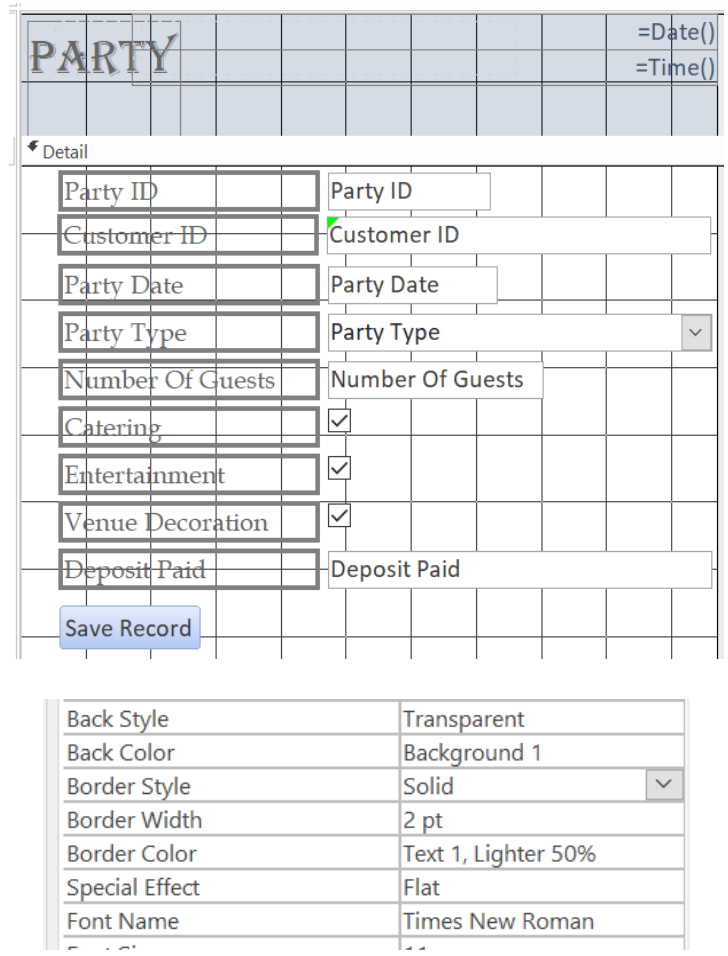 PARTY
=Date()
=Time()
Detail
Party ID Party ID
Customer ID Customer ID
Party Date Party Date
Party Type Party Type
Number Of Guests Number Of Guests
Catering
Entertainment
Venue Decoration
Deposit Paid Deposit Paid
Save Record
Back Style Transparent
Back Color Background 1
Border Style Solid
Border Width 2 pt
Border Color Text 1, Lighter 50%
Special Effect Flat
Font Name Times New Roman